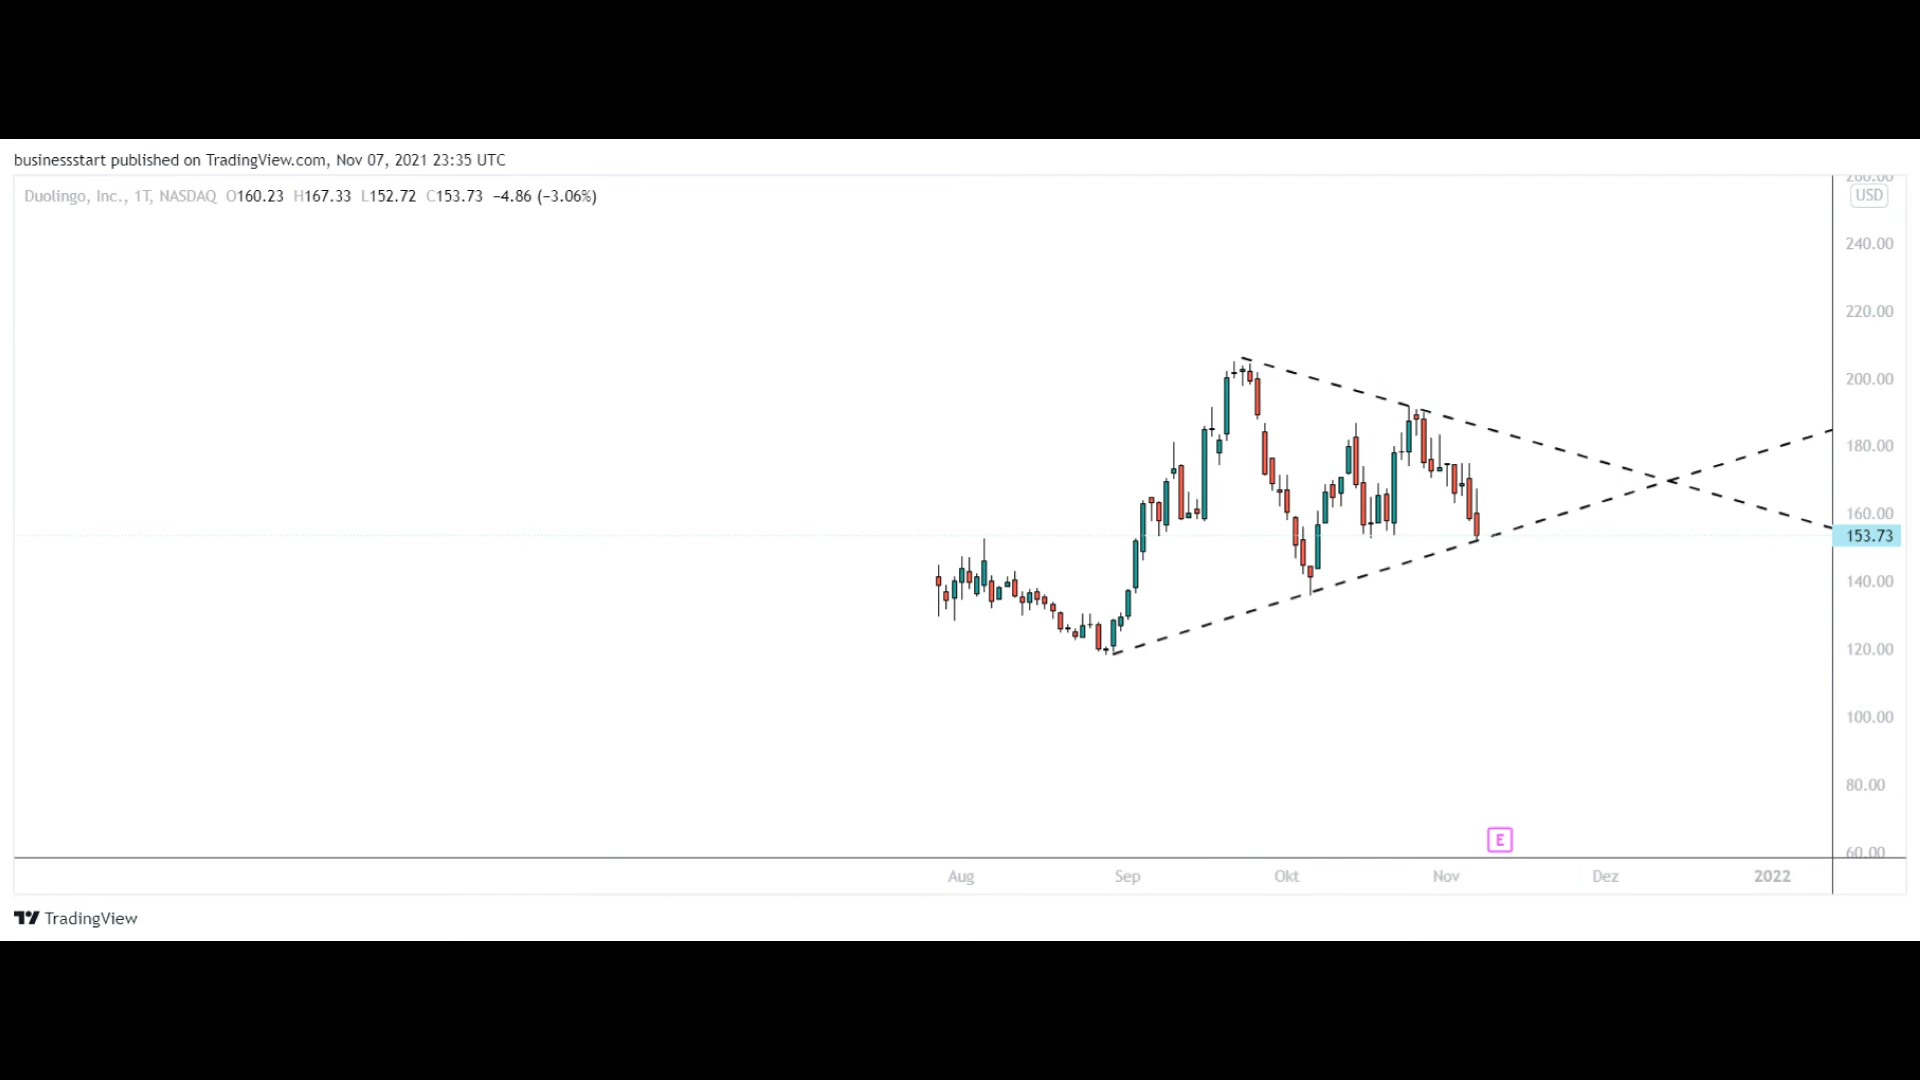 businessstart published on TradingView.com, Nov 07, 2021 23:35 UTC
Duolingo, Inc., 1T, NASDAQ O160.23 H167.33 L152.72 C153.73 −4.86 (−3.06%)
260.00
USD
240.00
220.00
200.00
180.00
160.00
153.73
140.00
120.00
100.00
80.00
60.00
E
Aug Sep Okt Nov Dez 2022
TradingView